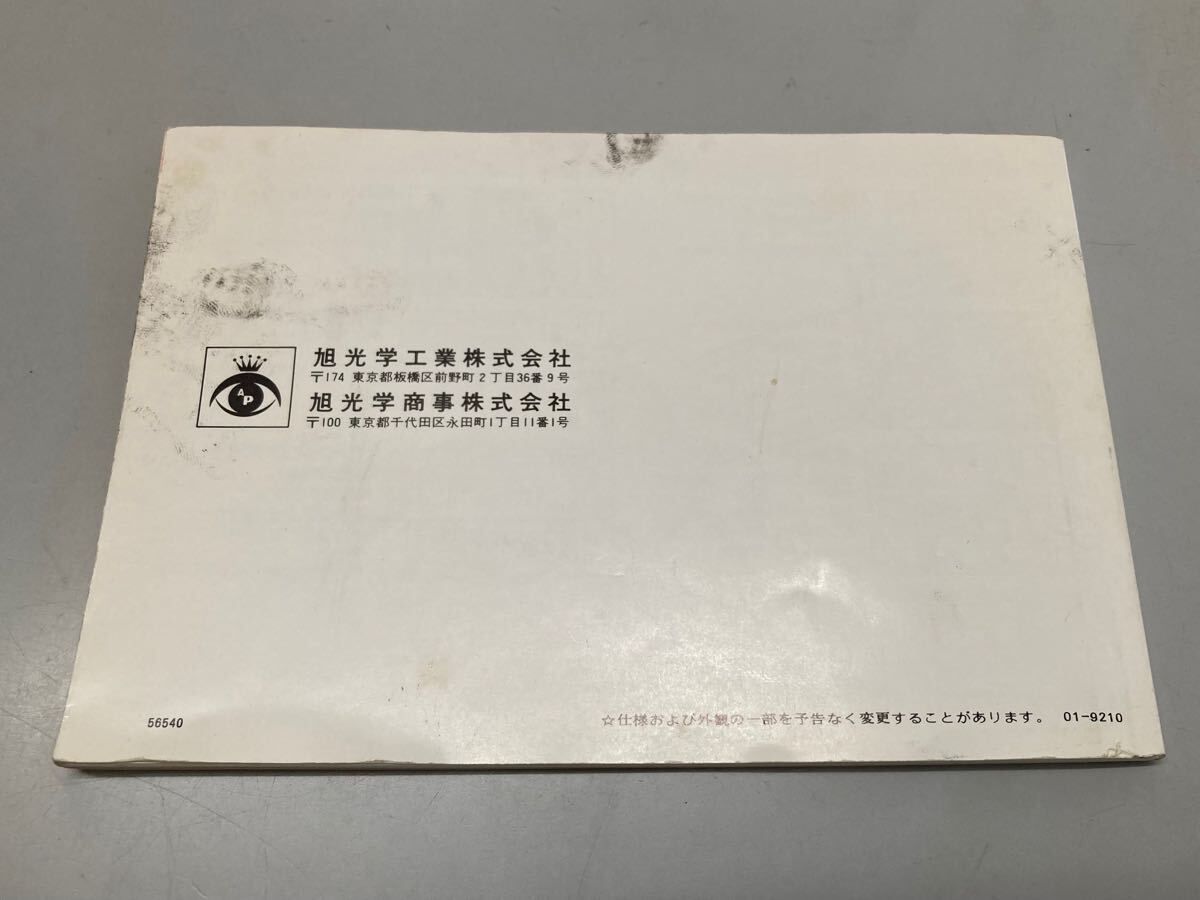 AP
旭光学工業株式会社
〒174 東京都板橋区前野町2丁目36番9号
旭光学商事株式会社
〒100 東京都千代田区永田町1丁目11番1号
56540
☆仕様および外観の一部を予告なく変更することがあります。 01-9210